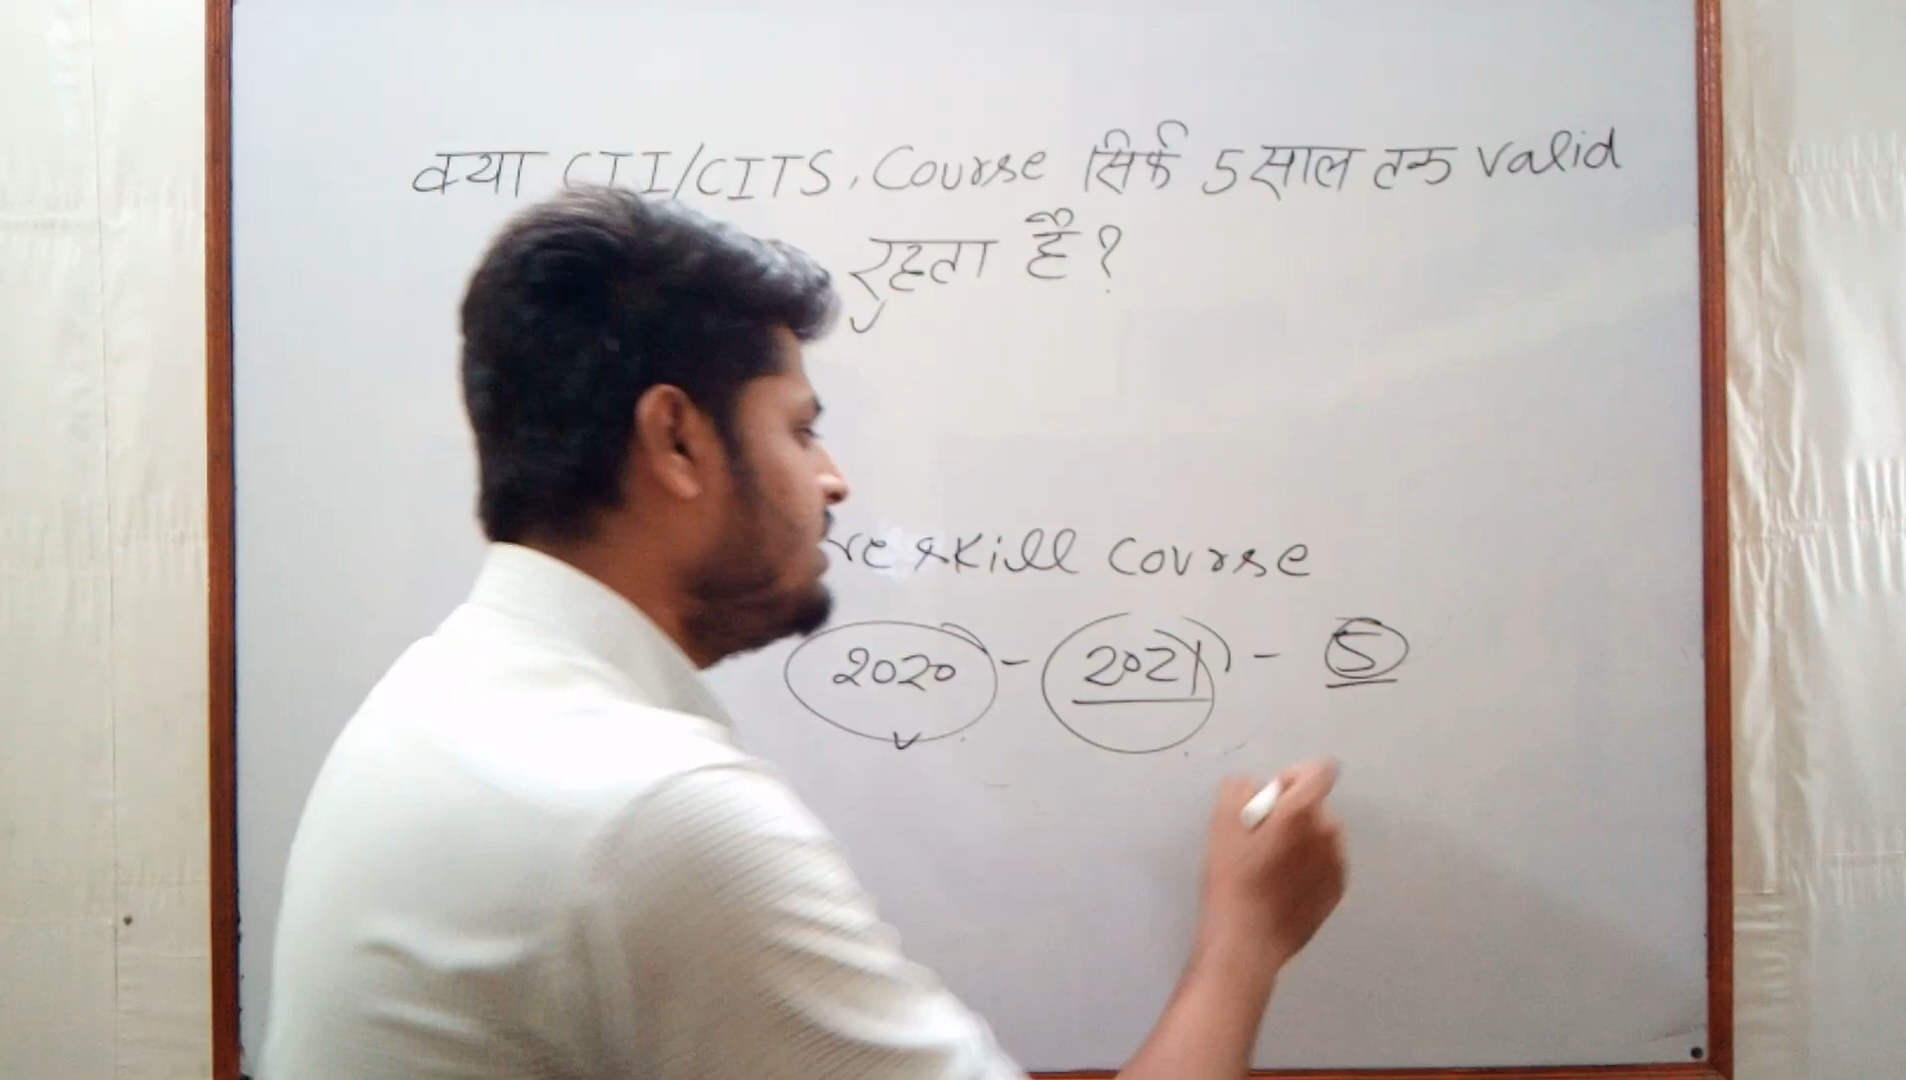 क्या CTI/CITS, Course सिर्फ 5 साल तक valid
रहता है?
skill course
2020 - 2021 - 5